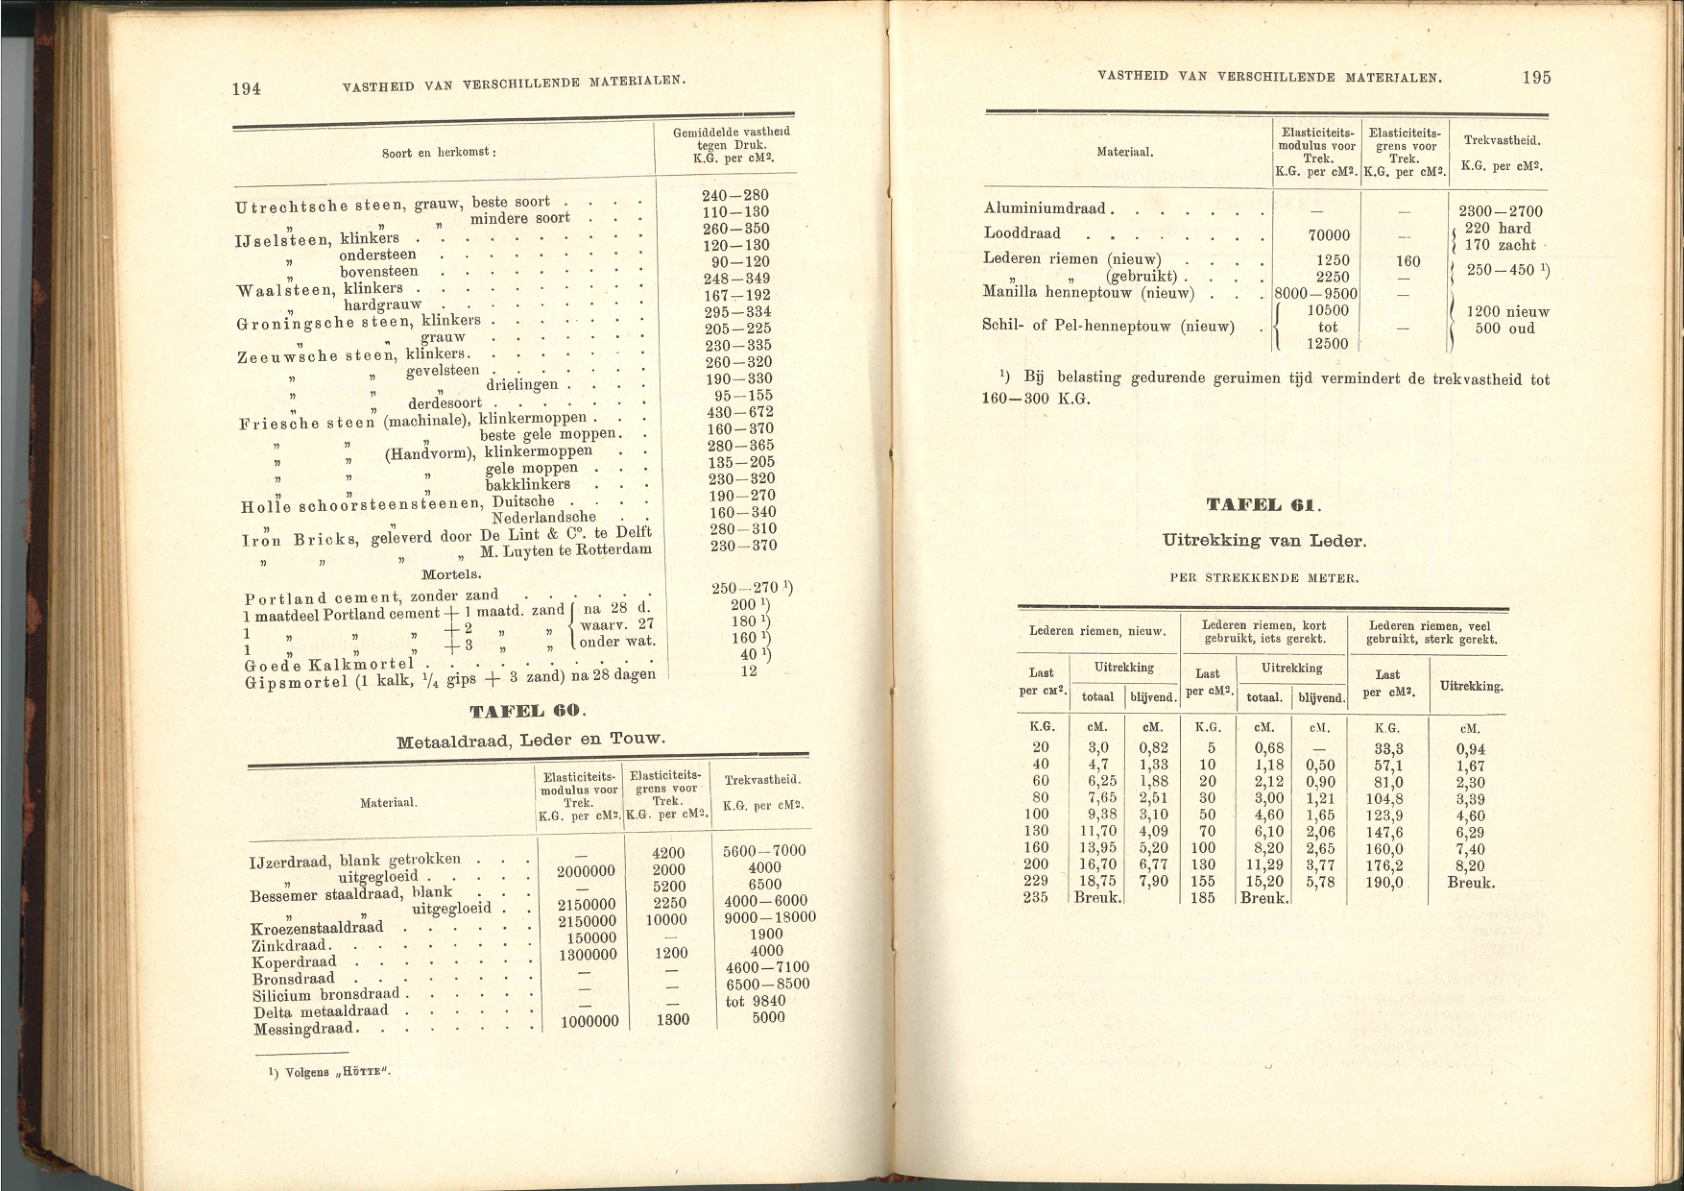 194 VASTHEID VAN VERSCHILLENDE MATERIALEN.
Soort en herkomst: Gemiddelde vastheid tegen Druk. K.G. per cM².
Utrechtsche steen, grauw, beste soort . . . . 240—280
„ „ „ mindere soort . . . 110—130
IJselsteen, klinkers . . . . . . . . . 260—350
„ ondersteen . . . . . . . . 120—130
„ bovensteen . . . . . . . . 90—120
Waalsteen, klinkers . . . . . . . . . 248—349
„ hardgrauw . . . . . . . . 167—192
Groningsche steen, klinkers . . . . . . . 295—334
„ „ grauw . . . . . . . 205—225
Zeeuwsche steen, klinkers. . . . . . . . 230—335
„ „ gevelsteen . . . . . . . 260—320
„ „ „ drielingen . . . . 190—330
„ „ derdesoort . . . . . . . 95—155
Friesche steen (machinale), klinkermoppen . . . 430—672
„ „ „ beste gele moppen. . 160—370
„ „ (Handvorm), klinkermoppen . . 280—365
„ „ „ gele moppen . . . 135—205
„ „ „ bakklinkers . . . 230—320
Holle schoorsteensteenen, Duitsche . . . . 190—270
„ „ Nederlandsche . . 160—340
Iron Bricks, geleverd door De Lint & C°. te Delft 280—310
„ „ „ „ M. Luyten te Rotterdam 230—370
Mortels.
Portland cement, zonder zand . . . . . . 250—270 ¹)
1 maatdeel Portland cement + 1 maatd. zand { na 28 d. 200 ¹)
1 „ „ „ + 2 „ „ { waarv. 27 180 ¹)
1 „ „ „ + 3 „ „ { onder wat. 160 ¹)
Goede Kalkmortel . . . . . . . . . 40 ¹)
Gipsmortel (1 kalk, ¼ gips + 3 zand) na 28 dagen 12
TAFEL 60.
Metaaldraad, Leder en Touw.
Materiaal. Elasticiteits-modulus voor Trek. K.G. per cM². Elasticiteits-grens voor Trek. K.G. per cM². Trekvastheid. K.G. per cM².
IJzerdraad, blank getrokken . . . — 4200 5600—7000
„ uitgegloeid . . . . . 2000000 2000 4000
Bessemer staaldraad, blank . . . — 5200 6500
„ „ uitgegloeid . . 2150000 2250 4000—6000
Kroezenstaaldraad . . . . . . 2150000 10000 9000—18000
Zinkdraad. . . . . . . . 150000 — 1900
Koperdraad . . . . . . . 1300000 1200 4000
Bronsdraad . . . . . . . — — 4600—7100
Silicium bronsdraad . . . . . . — — 6500—8500
Delta metaaldraad . . . . . . — — tot 9840
Messingdraad. . . . . . . . 1000000 1300 5000
¹) Volgens „HÖTTE".
VASTHEID VAN VERSCHILLENDE MATERIALEN. 195
Materiaal. Elasticiteits-modulus voor Trek. K.G. per cM². Elasticiteits-grens voor Trek. K.G. per cM². Trekvastheid. K.G. per cM².
Aluminiumdraad . . . . . . . — — 2300—2700
Looddraad . . . . . . . . 70000 — { 220 hard
170 zacht
Lederen riemen (nieuw) . . . . 1250 160 { 250—450 ¹)
„ „ (gebruikt) . . . . 2250 —
Manilla henneptouw (nieuw) . . . 8000—9500 —
Schil- of Pel-henneptouw (nieuw) . { 10500 tot 12500 — { 1200 nieuw
500 oud
¹) Bij belasting gedurende geruimen tijd vermindert de trekvastheid tot
160—300 K.G.
TAFEL 61.
Uitrekking van Leder.
PER STREKKENDE METER.
Lederen riemen, nieuw. Lederen riemen, kort gebruikt, iets gerekt. Lederen riemen, veel gebruikt, sterk gerekt.
Last per cM². Uitrekking totaal blijvend. Last per cM². Uitrekking totaal. blijvend. Last per cM². Uitrekking.
K.G. cM. cM. K.G. cM. cM. K.G. cM.
20 3,0 0,82 5 0,68 — 33,3 0,94
40 4,7 1,33 10 1,18 0,50 57,1 1,67
60 6,25 1,88 20 2,12 0,90 81,0 2,30
80 7,65 2,51 30 3,00 1,21 104,8 3,39
100 9,38 3,10 50 4,60 1,65 123,9 4,60
130 11,70 4,09 70 6,10 2,06 147,6 6,29
160 13,95 5,20 100 8,20 2,65 160,0 7,40
200 16,70 6,77 130 11,29 3,77 176,2 8,20
229 18,75 7,90 155 15,20 5,78 190,0 Breuk.
235 Breuk. 185 Breuk.